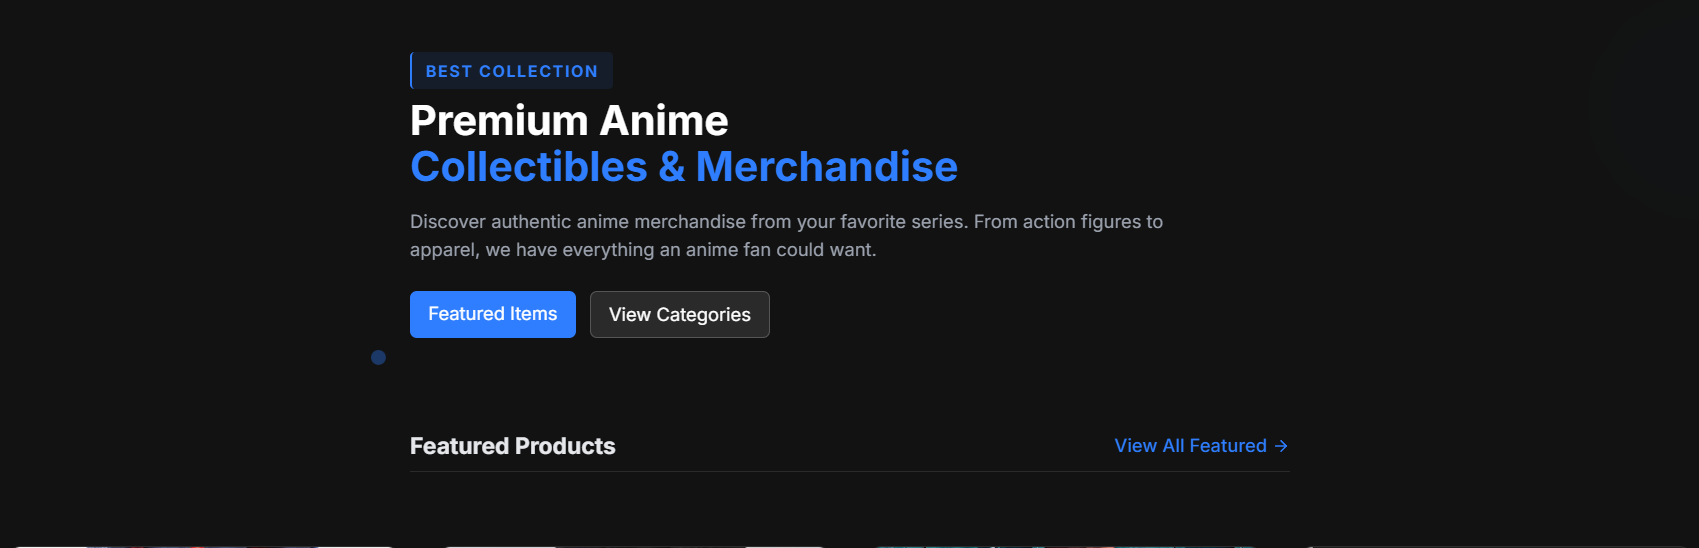 BEST COLLECTION
Premium Anime
Collectibles & Merchandise
Discover authentic anime merchandise from your favorite series. From action figures to
apparel, we have everything an anime fan could want.
Featured Items
View Categories
Featured Products
View All Featured →